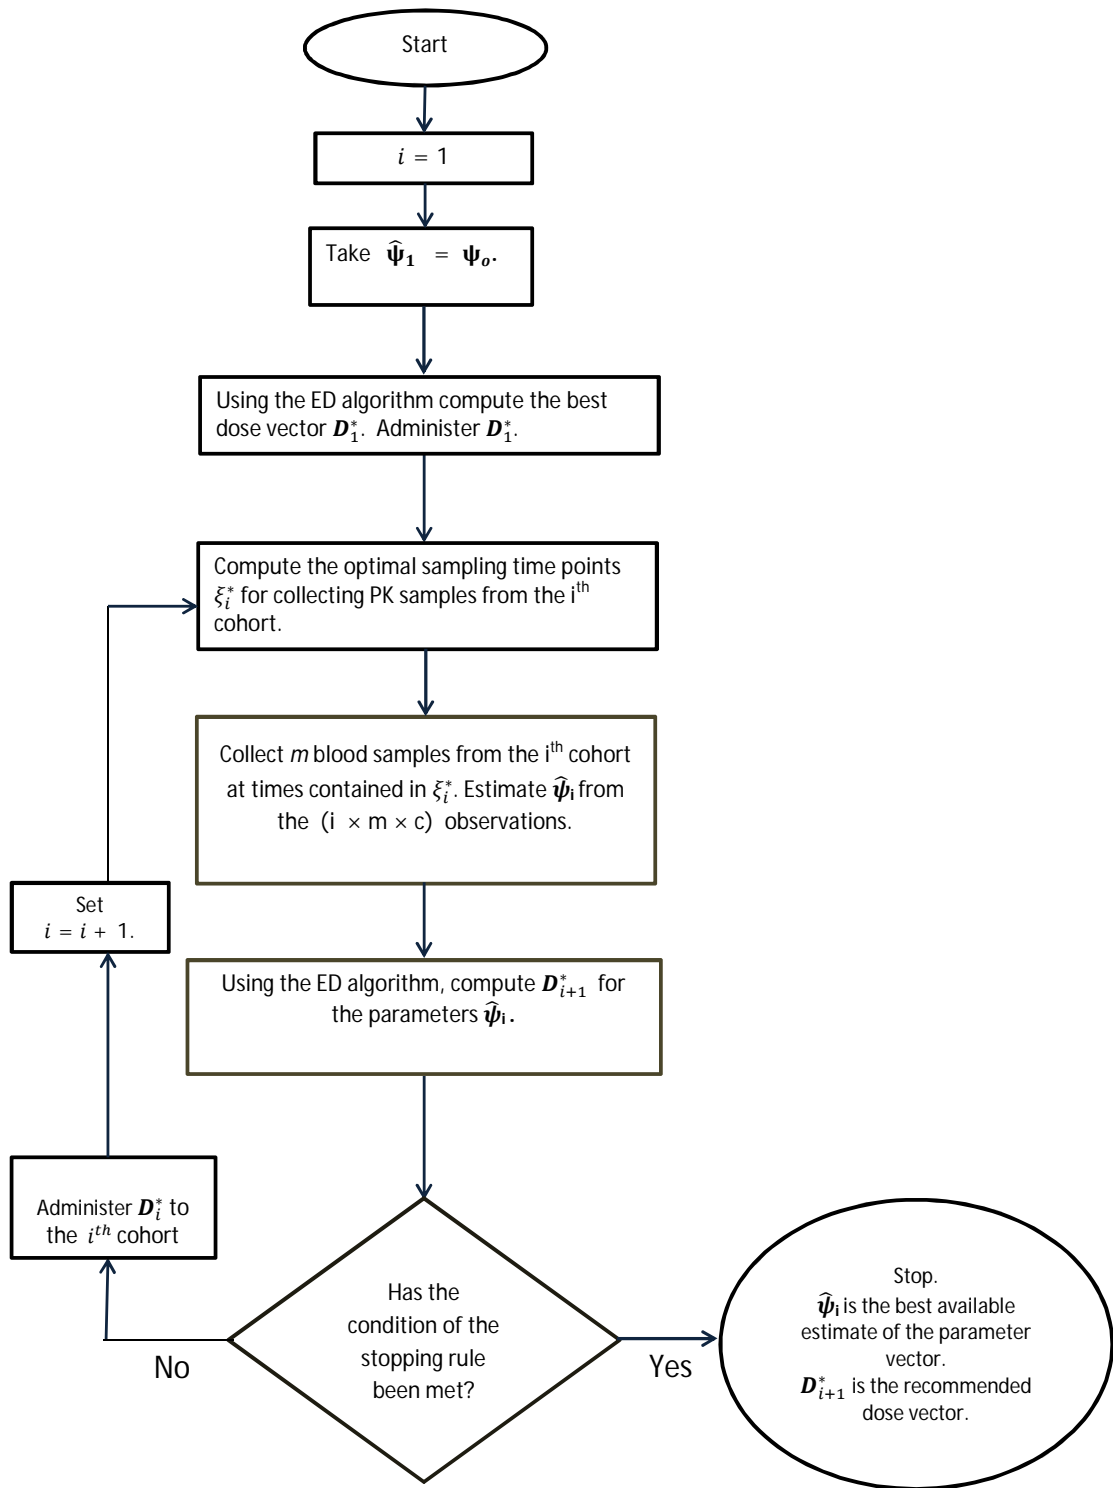 Start
i = 1
Take ψ̂₁ = ψₒ.
Using the ED algorithm compute the best
dose vector D₁*. Administer D₁*.
Compute the optimal sampling time points
ξᵢ* for collecting PK samples from the iᵗʰ
cohort.
Collect m blood samples from the iᵗʰ cohort
at times contained in ξᵢ*. Estimate ψ̂ᵢ from
the (i × m × c) observations.
Set
i = i + 1.
Using the ED algorithm, compute D*ᵢ₊₁ for
the parameters ψ̂ᵢ.
Administer Dᵢ* to
the iᵗʰ cohort
Has the
condition of the
stopping rule
been met?
No
Yes
Stop.
ψ̂ᵢ is the best available
estimate of the parameter
vector.
D*ᵢ₊₁ is the recommended
dose vector.